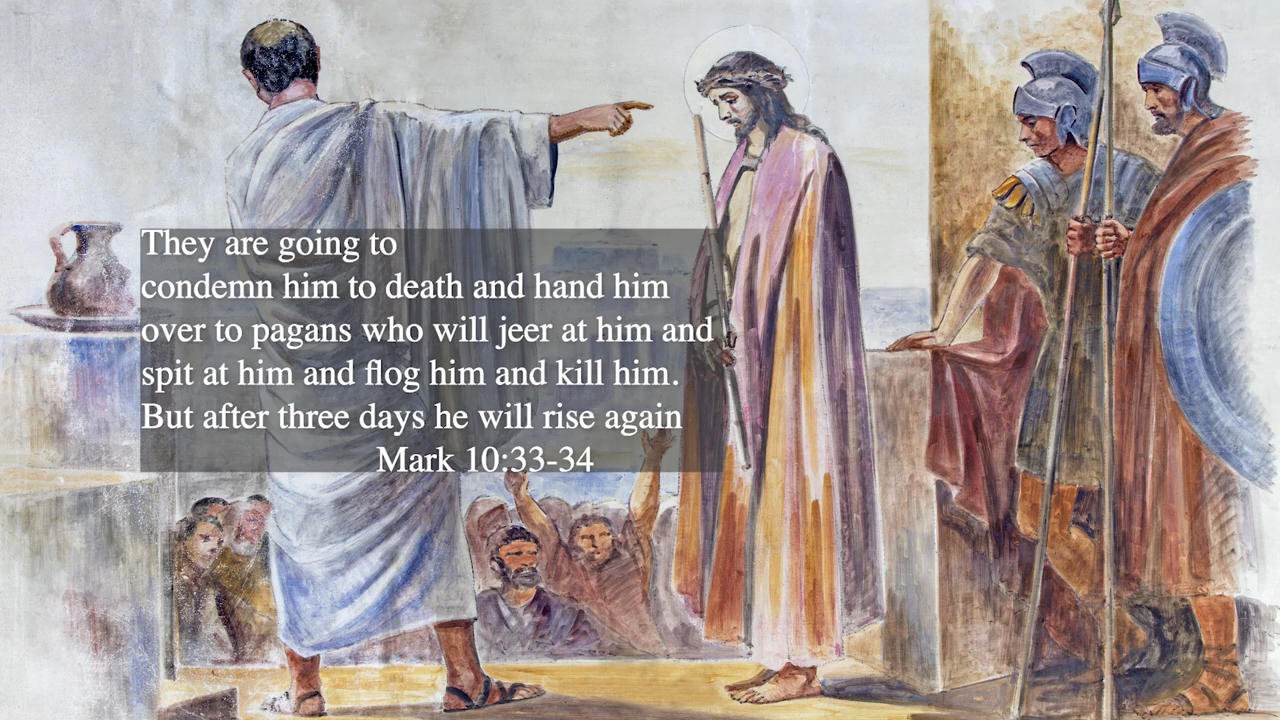 They are going to
condemn him to death and hand him
over to pagans who will jeer at him and
spit at him and flog him and kill him.
But after three days he will rise again
Mark 10:33-34